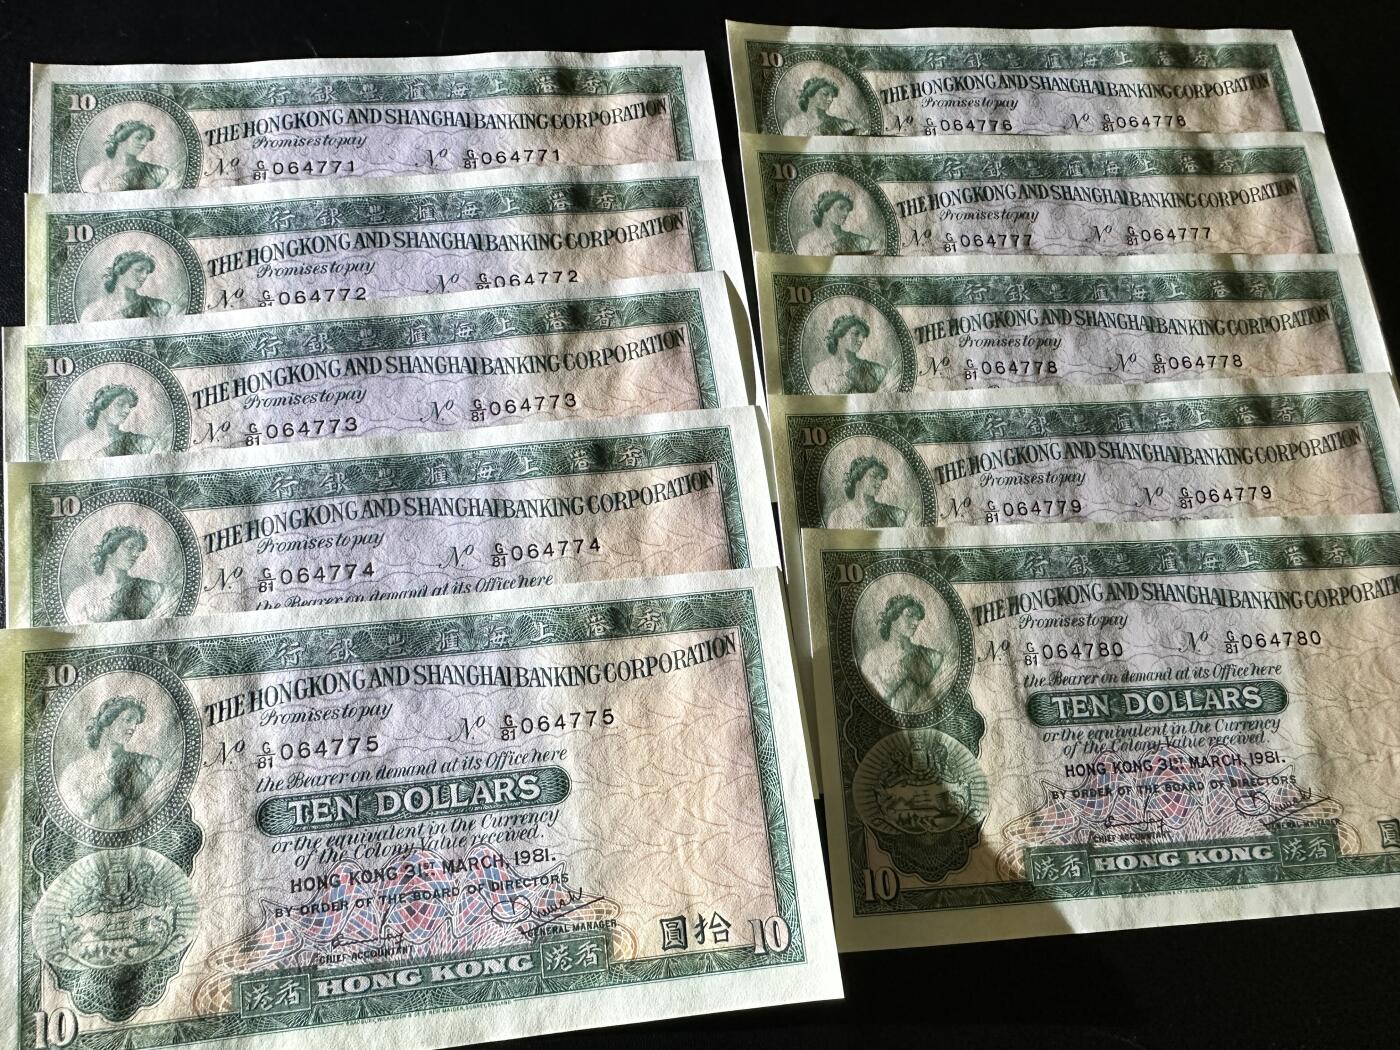 香港上海滙豐銀行
10
THE HONGKONG AND SHANGHAI BANKING CORPORATION
Promises to pay
Nº G/81 064771 Nº G/81 064771
香港上海滙豐銀行
10
THE HONGKONG AND SHANGHAI BANKING CORPORATION
Promises to pay
Nº G/81 064772 Nº G/81 064772
香港上海滙豐銀行
10
THE HONGKONG AND SHANGHAI BANKING CORPORATION
Promises to pay
Nº G/81 064773 Nº G/81 064773
香港上海滙豐銀行
10
THE HONGKONG AND SHANGHAI BANKING CORPORATION
Promises to pay
Nº G/81 064774 Nº G/81 064774
the Bearer on demand at its Office here
香港上海滙豐銀行
10
THE HONGKONG AND SHANGHAI BANKING CORPORATION
Promises to pay
Nº G/81 064775 Nº G/81 064775
the Bearer on demand at its Office here
TEN DOLLARS
or the equivalent in the Currency
of the Colony Value received.
HONG KONG 31ST MARCH, 1981.
BY ORDER OF THE BOARD OF DIRECTORS
CHIEF ACCOUNTANT GENERAL MANAGER
拾圓 10
香港 HONG KONG 香港
10
香港上海滙豐銀行
10
THE HONGKONG AND SHANGHAI BANKING CORPORATION
Promises to pay
Nº G/81 064776 Nº G/81 064776
香港上海滙豐銀行
10
THE HONGKONG AND SHANGHAI BANKING CORPORATION
Promises to pay
Nº G/81 064777 Nº G/81 064777
香港上海滙豐銀行
10
THE HONGKONG AND SHANGHAI BANKING CORPORATION
Promises to pay
Nº G/81 064778 Nº G/81 064778
香港上海滙豐銀行
10
THE HONGKONG AND SHANGHAI BANKING CORPORATION
Promises to pay
Nº G/81 064779 Nº G/81 064779
香港上海滙豐銀行
10
THE HONGKONG AND SHANGHAI BANKING CORPORAT
Promises to pay
Nº G/81 064780 Nº G/81 064780
the Bearer on demand at its Office here
TEN DOLLARS
or the equivalent in the Currency
of the Colony Value received.
HONG KONG 31ST MARCH, 1981.
BY ORDER OF THE BOARD OF DIRECTORS
CHIEF ACCOUNTANT GENERAL MANAGER
圓
香港 HONG KONG 香港
10